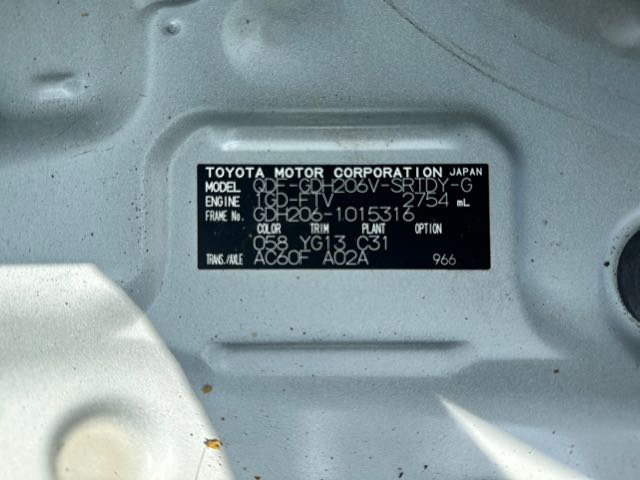 TOYOTA MOTOR CORPORATION JAPAN
MODEL QDF-GDH206V-SRTDY-G
ENGINE 1GD-FTV 2754 mL
FRAME No. GDH206-1015316
COLOR TRIM PLANT OPTION
058 YG13 C31
TRANS./AXLE AC60F A02A 966